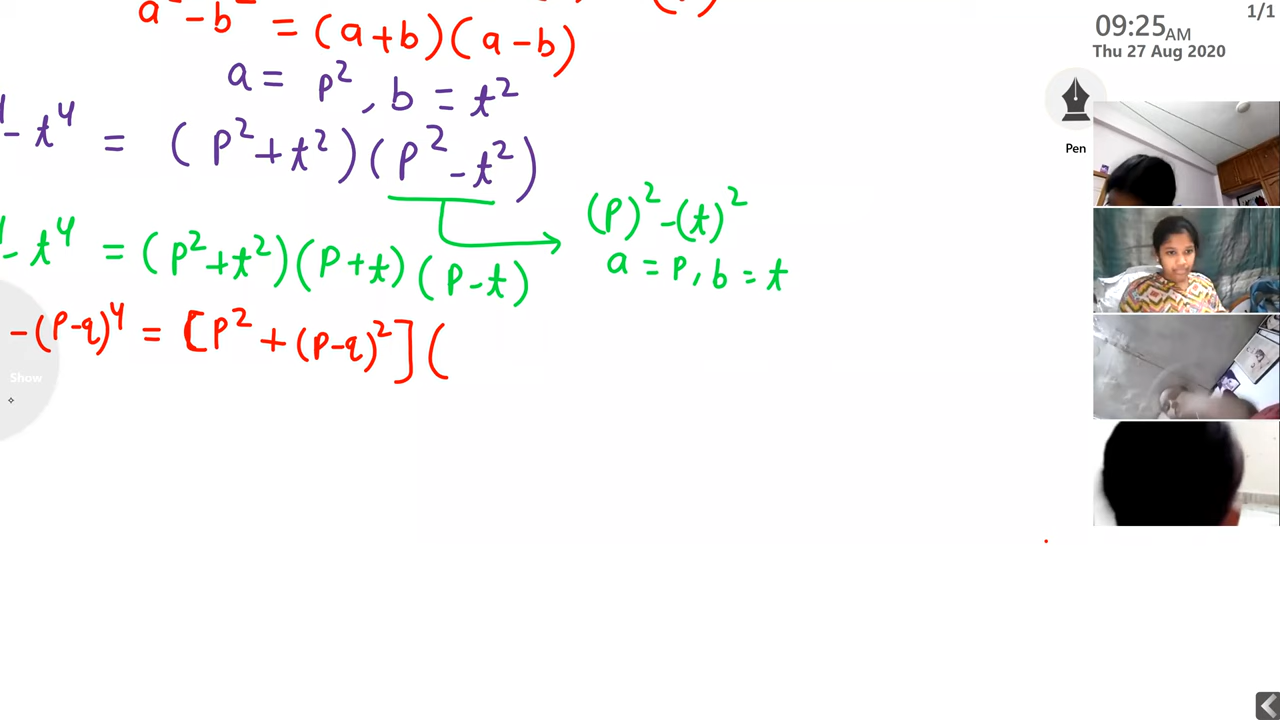 a² - b² = (a+b)(a-b)
a = p², b = t²
- t⁴ = (p²+t²)(p²-t²)
(p)² - (t)²
a = p, b = t
- t⁴ = (p²+t²)(p+t)(p-t)
- (p-q)⁴ = [p² + (p-q)²](
Show
09:25AM
Thu 27 Aug 2020
1/1
Pen